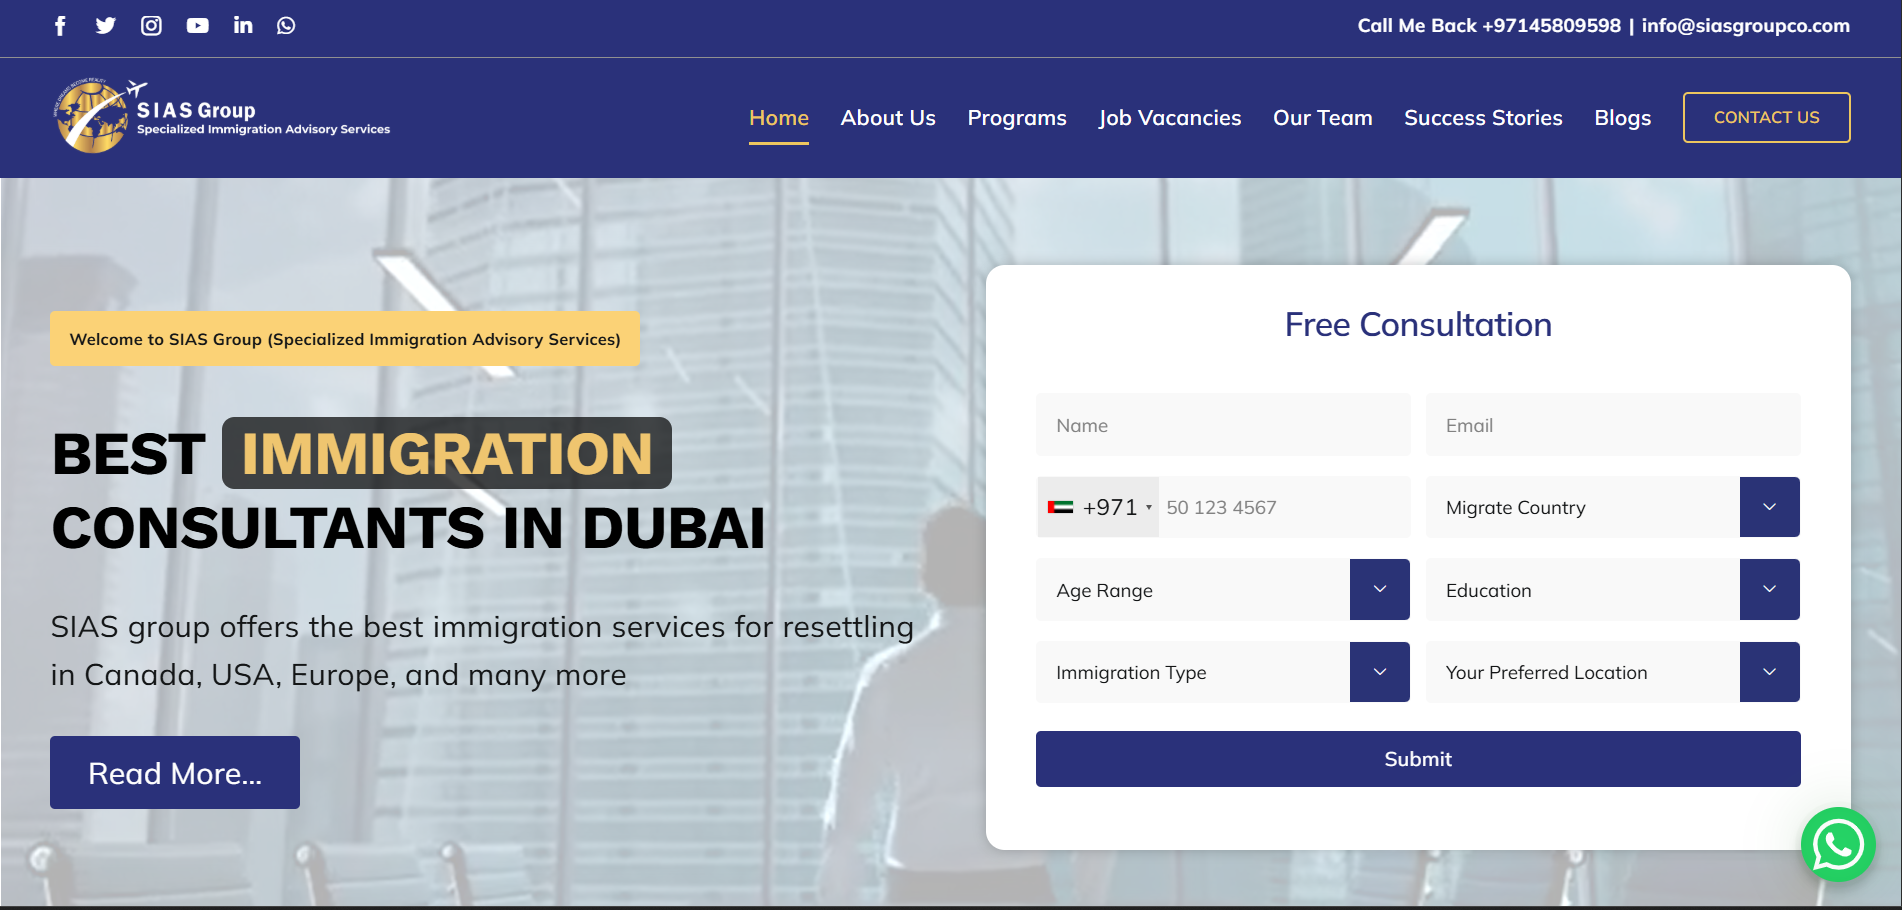 Call Me Back +97145809598 | info@siasgroupco.com
SIAS Group
Specialized Immigration Advisory Services
Home About Us Programs Job Vacancies Our Team Success Stories Blogs CONTACT US
Welcome to SIAS Group (Specialized Immigration Advisory Services)
BEST IMMIGRATION
CONSULTANTS IN DUBAI
SIAS group offers the best immigration services for resettling
in Canada, USA, Europe, and many more
Read More...
Free Consultation
Name Email
+971 50 123 4567 Migrate Country
Age Range Education
Immigration Type Your Preferred Location
Submit